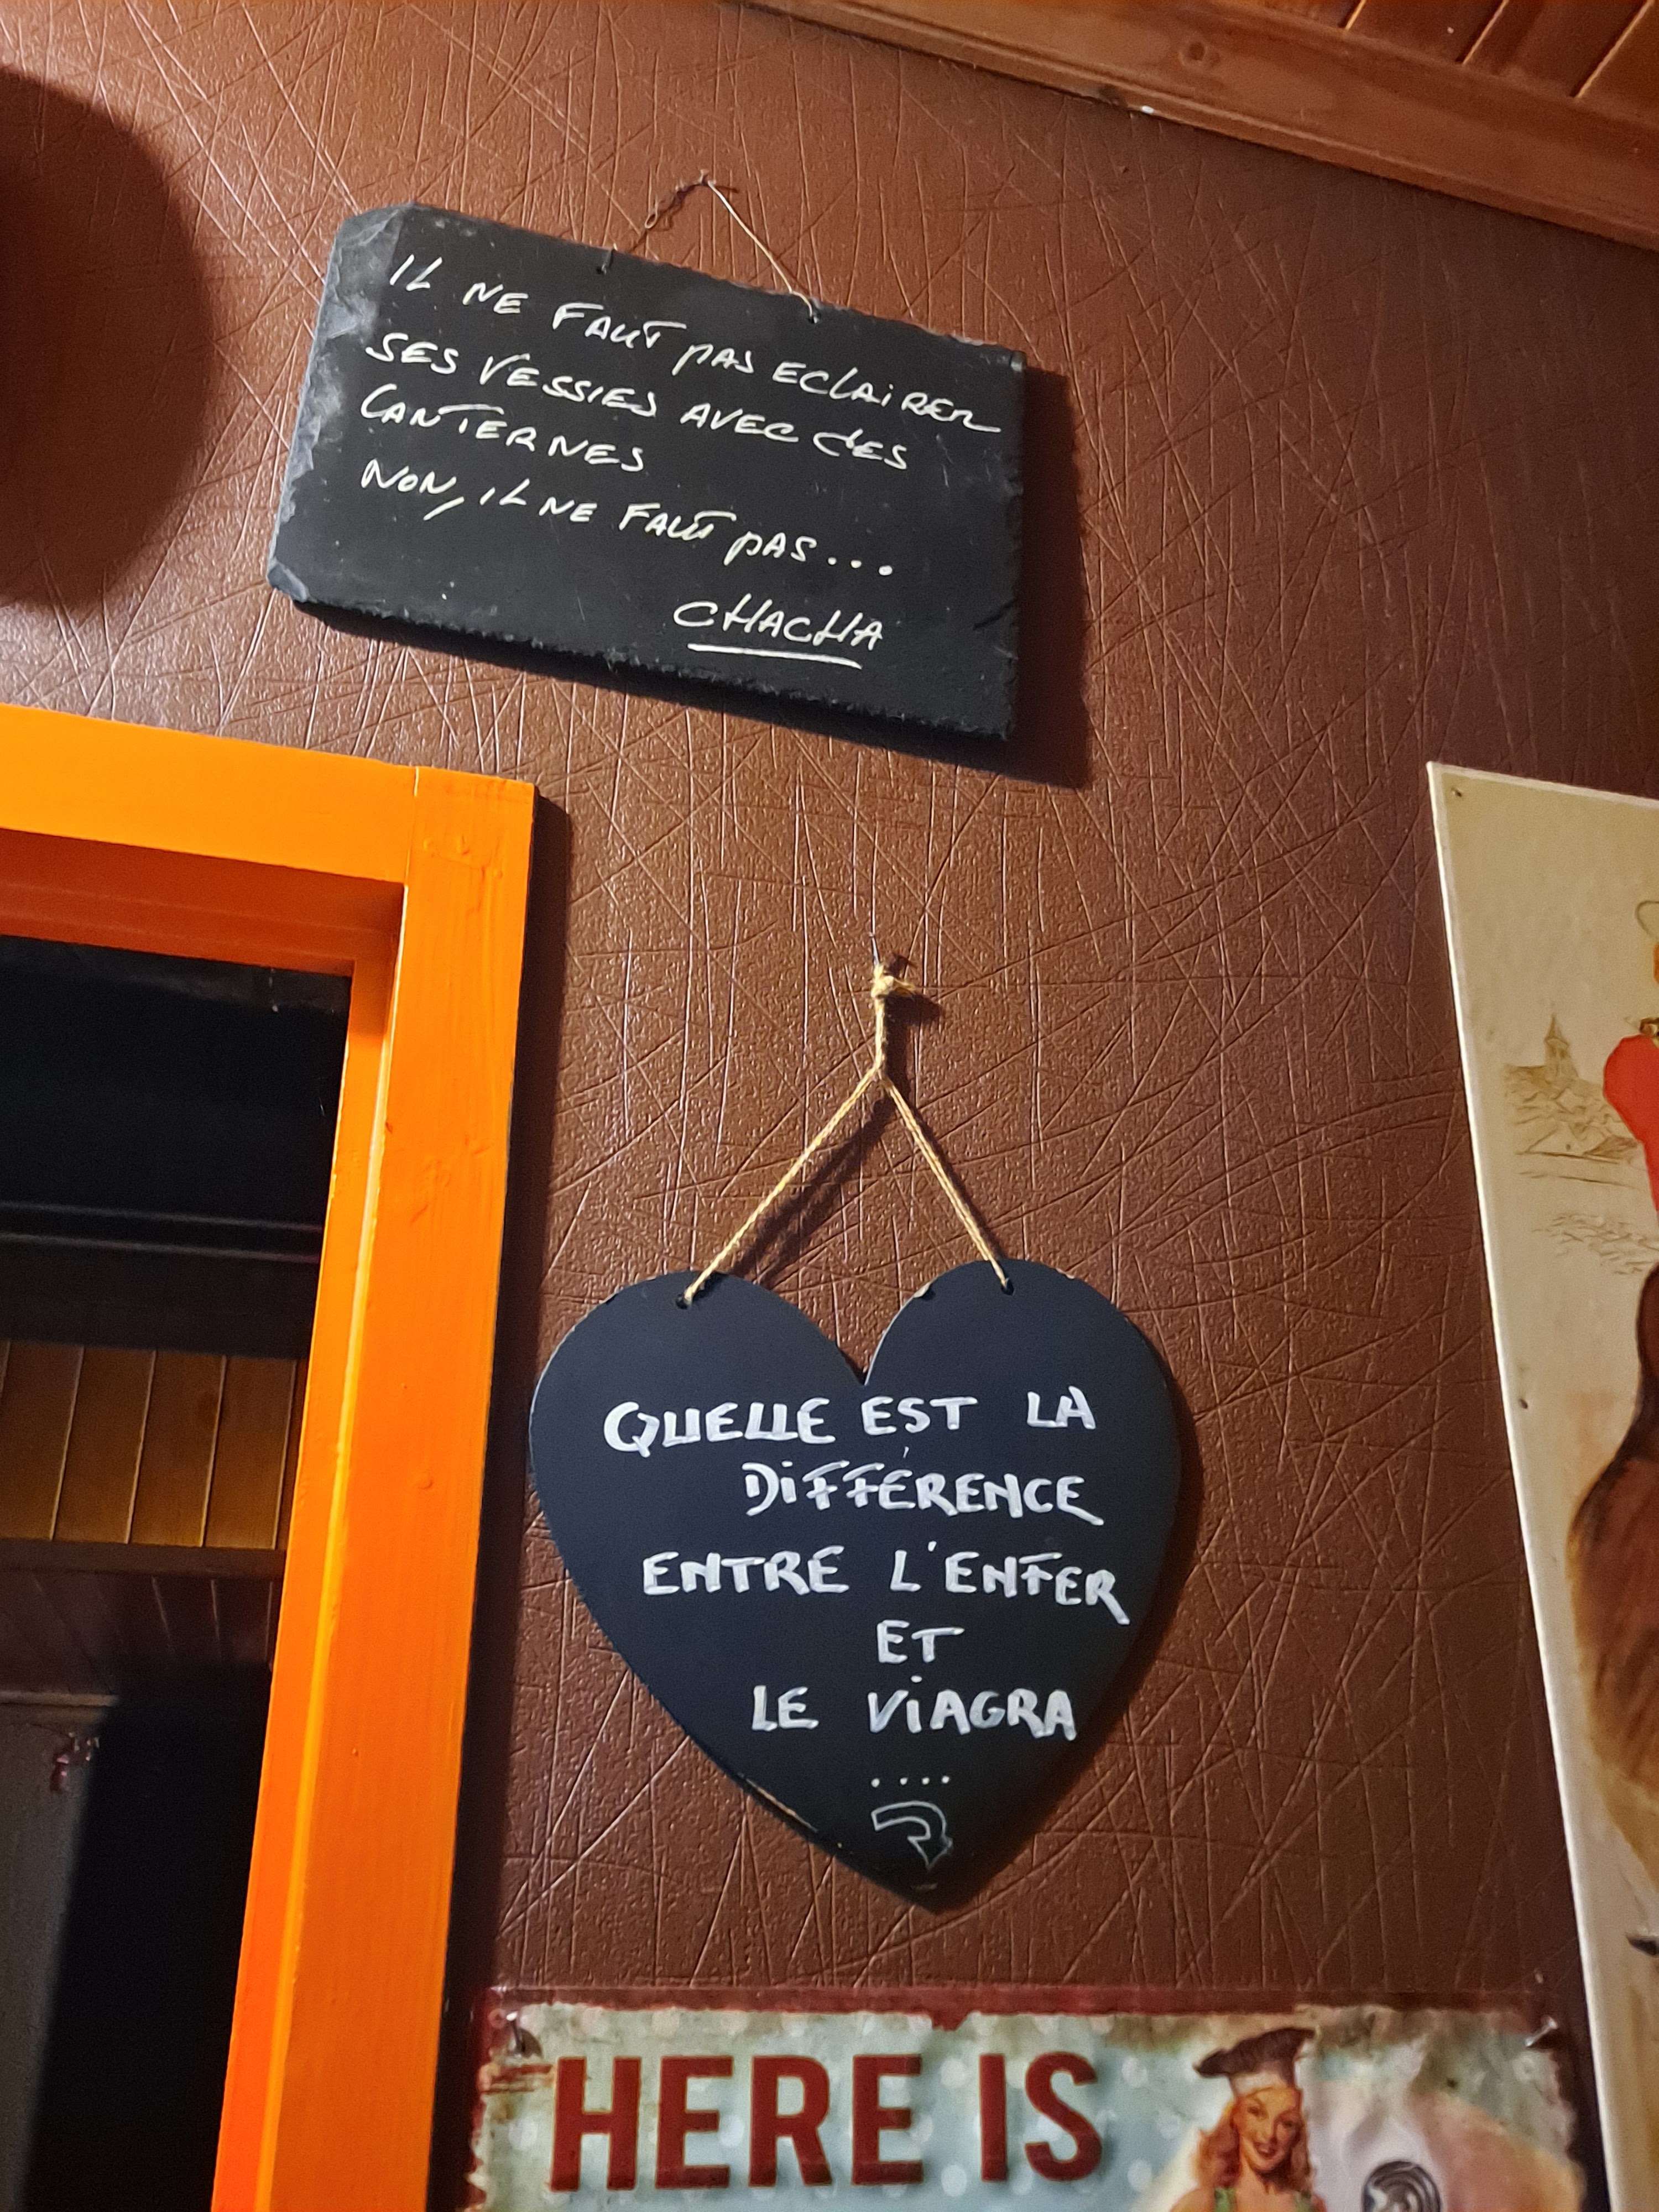 IL NE FAUT PAS ECLAIRER
SES VESSIES AVEC DES
LANTERNES
NON, IL NE FAUT PAS...
CHACHA
QUELLE EST LA
DIFFÉRENCE
ENTRE L'ENFER
ET
LE VIAGRA
....
HERE IS